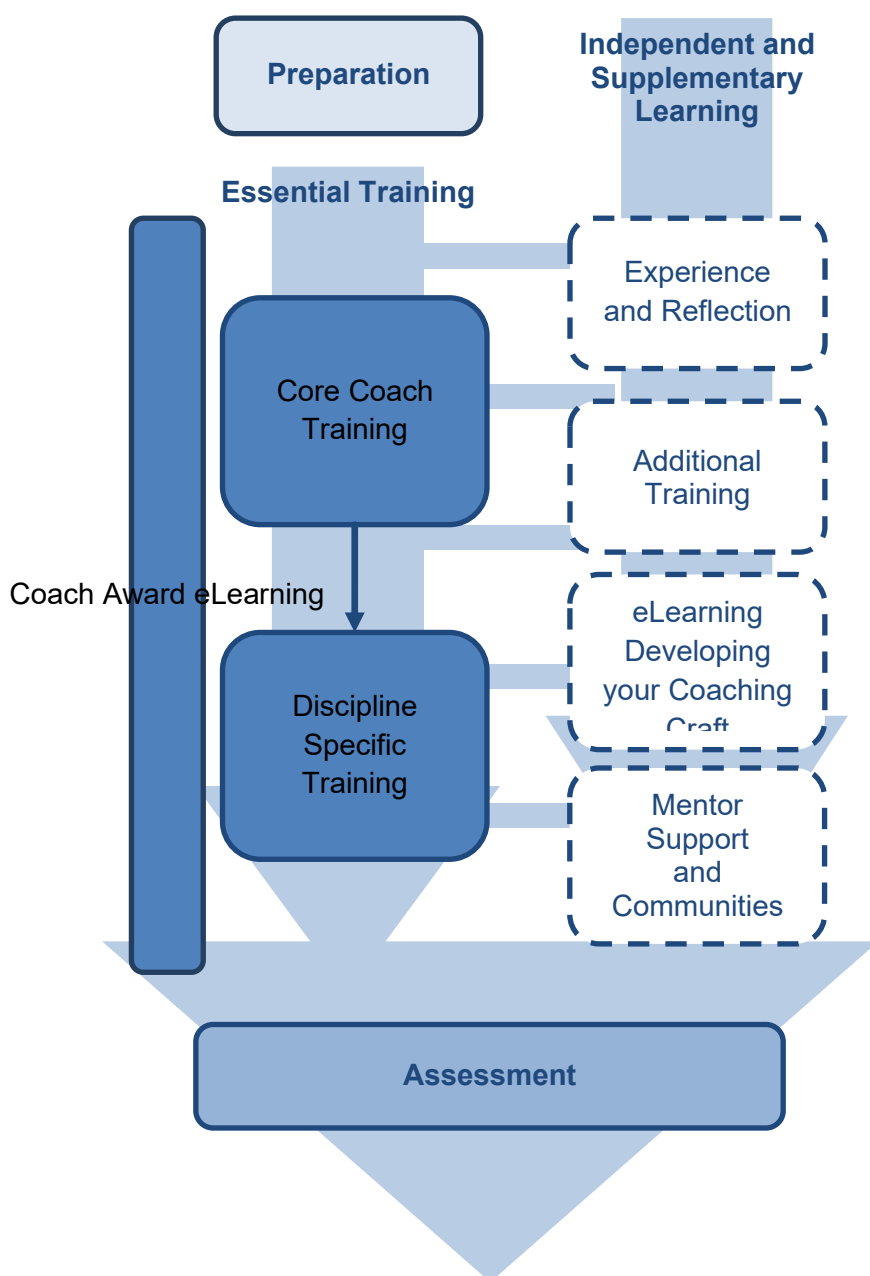 Preparation
Independent and
Supplementary
Learning
Essential Training
Experience
and Reflection
Core Coach
Training
Additional
Training
Coach Award eLearning
eLearning
Developing
your Coaching
Craft
Discipline
Specific
Training
Mentor
Support
and
Communities
Assessment